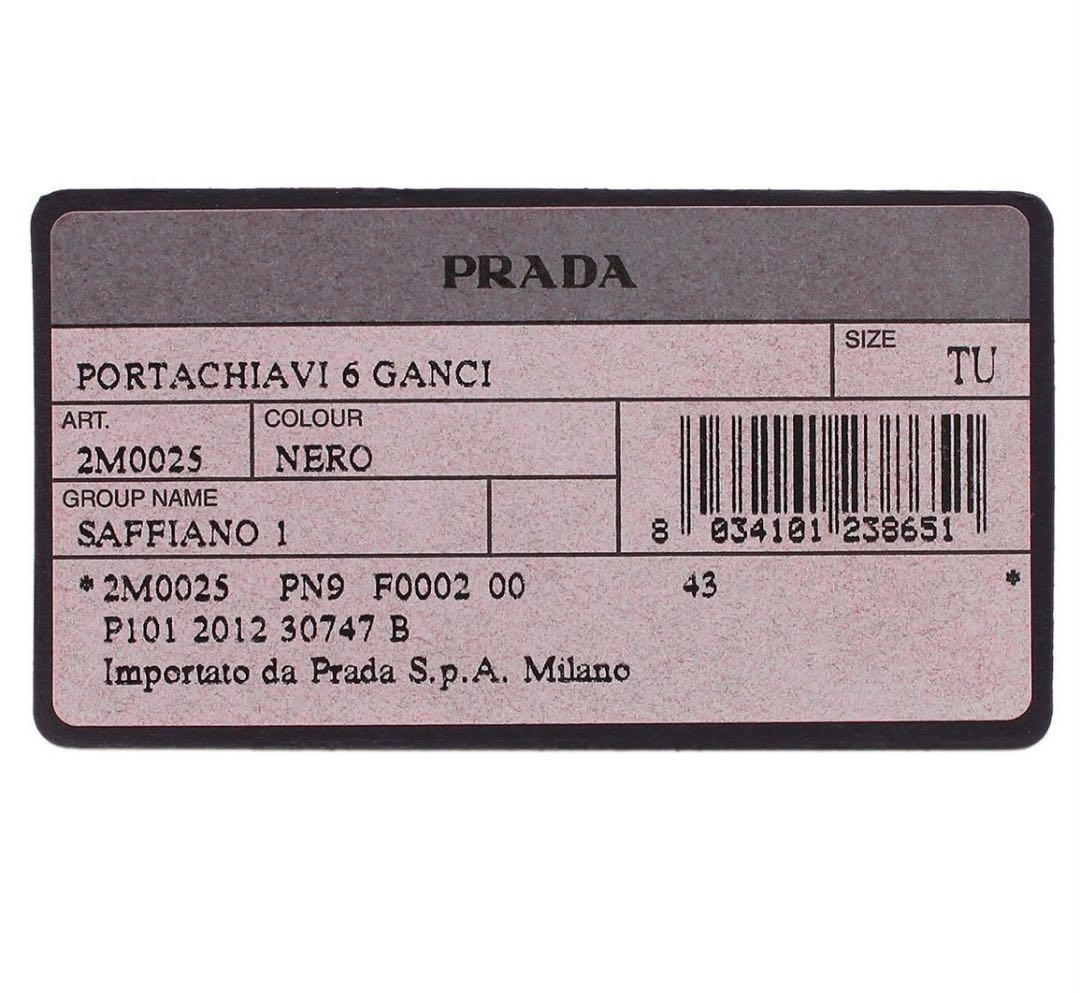 PRADA
PORTACHIAVI 6 GANCI
SIZE
TU
ART.
2M0025
COLOUR
NERO
GROUP NAME
SAFFIANO 1
8 034101 238651
*2M0025 PN9 F0002 00 43 *
P101 2012 30747 B
Importato da Prada S.p.A. Milano